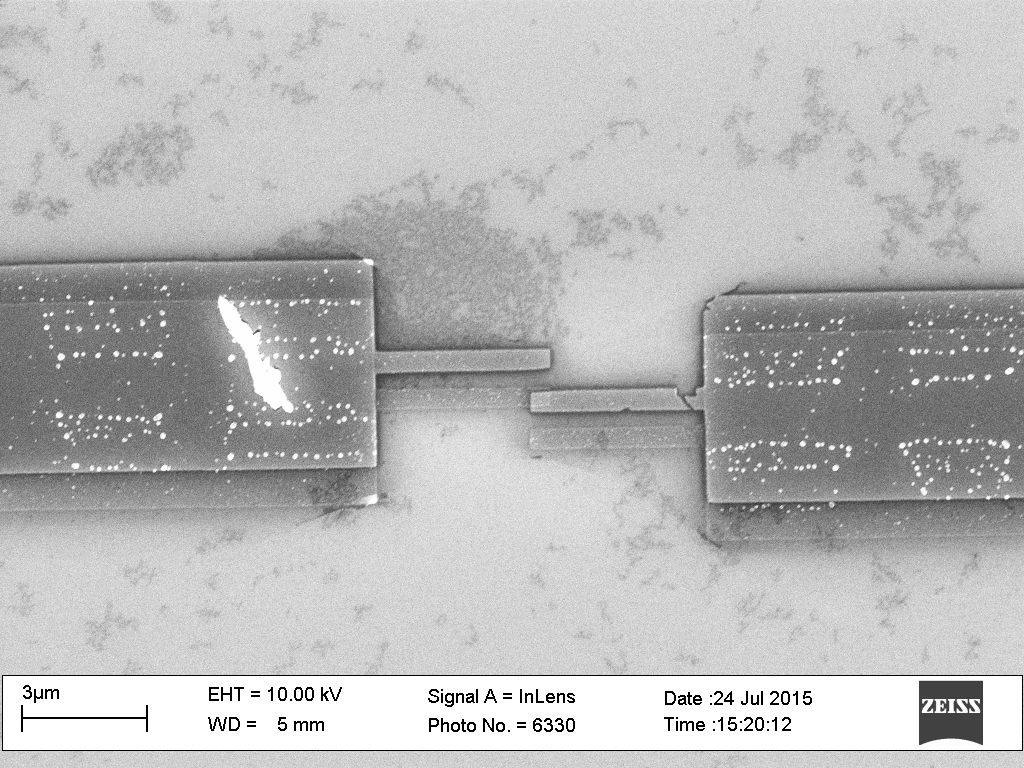 3µm
EHT = 10.00 kV
Signal A = InLens
Date :24 Jul 2015
WD = 5 mm
Photo No. = 6330
Time :15:20:12
ZEISS